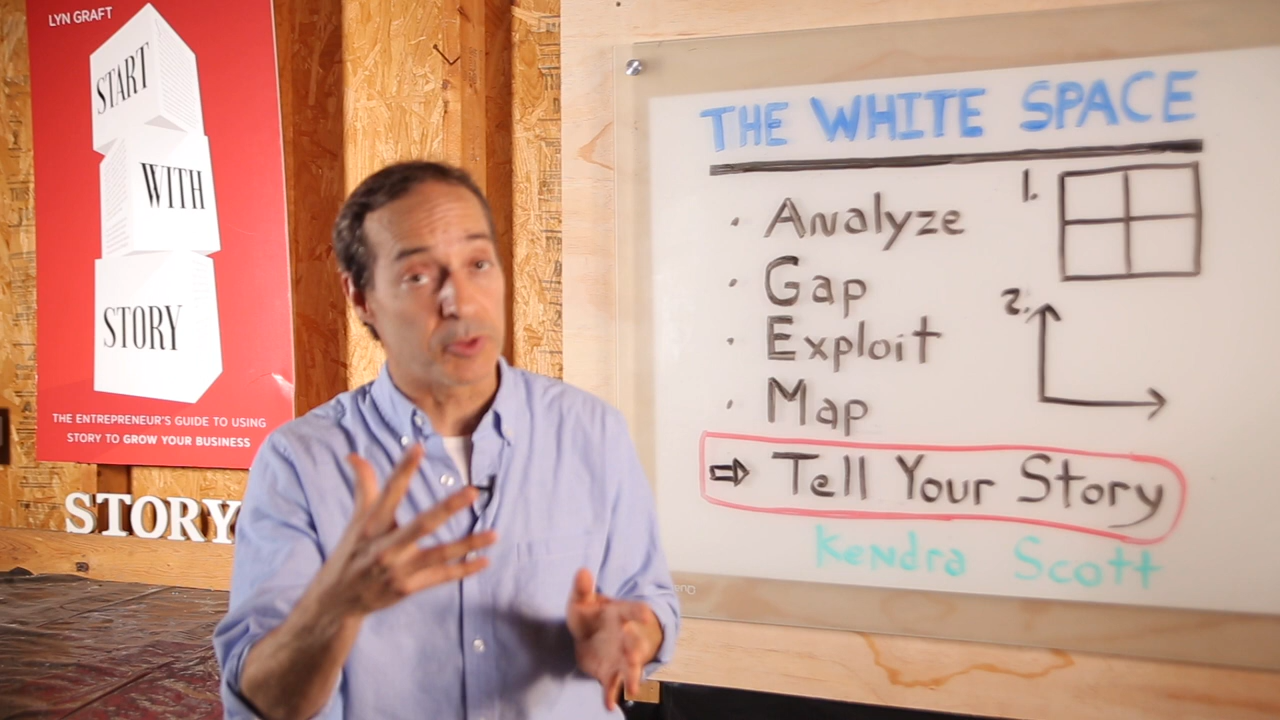 LYN GRAFT
START
WITH
STORY
THE ENTREPRENEUR'S GUIDE TO USING
STORY TO GROW YOUR BUSINESS
STORY
THE WHITE SPACE
· Analyze
· Gap
· Exploit
· Map
⇨ Tell Your Story
Kendra Scott
1.
2.